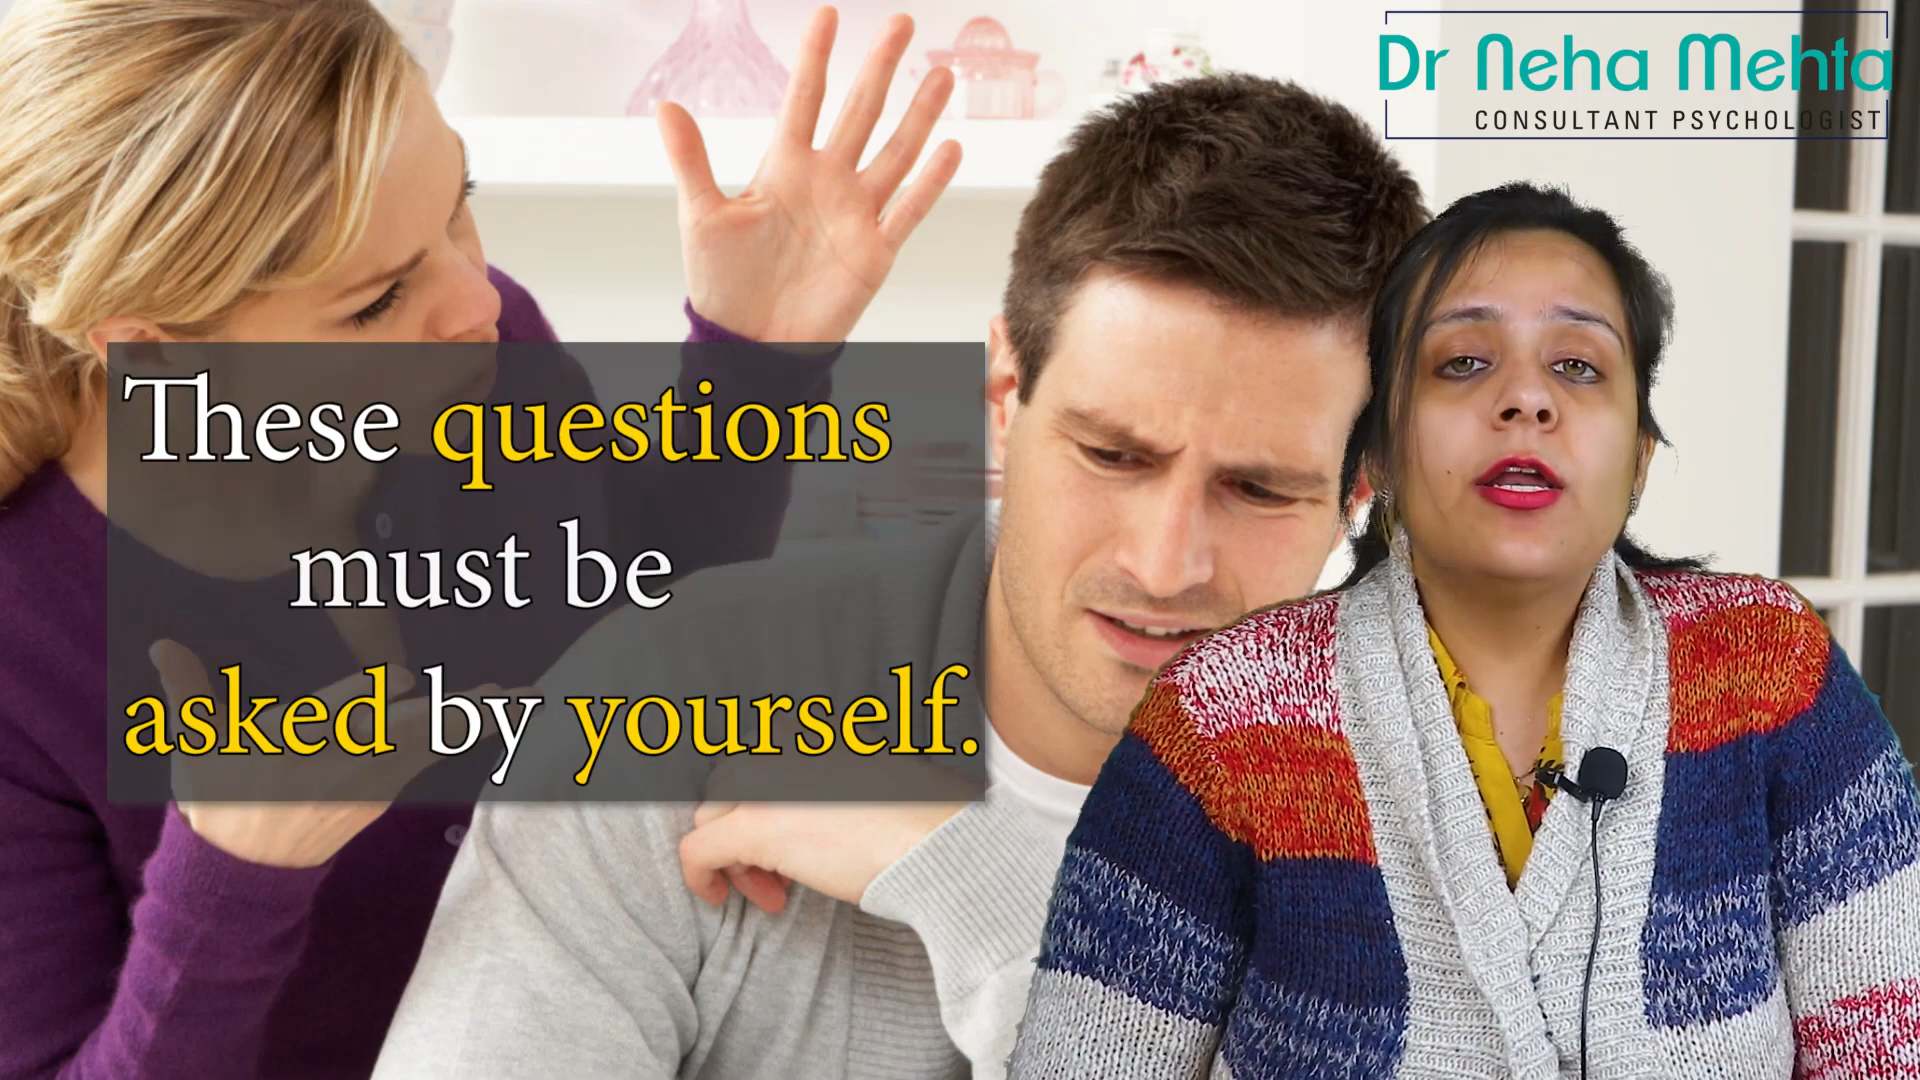 Dr Neha Mehta
CONSULTANT PSYCHOLOGIST
These questions
must be
asked by yourself.